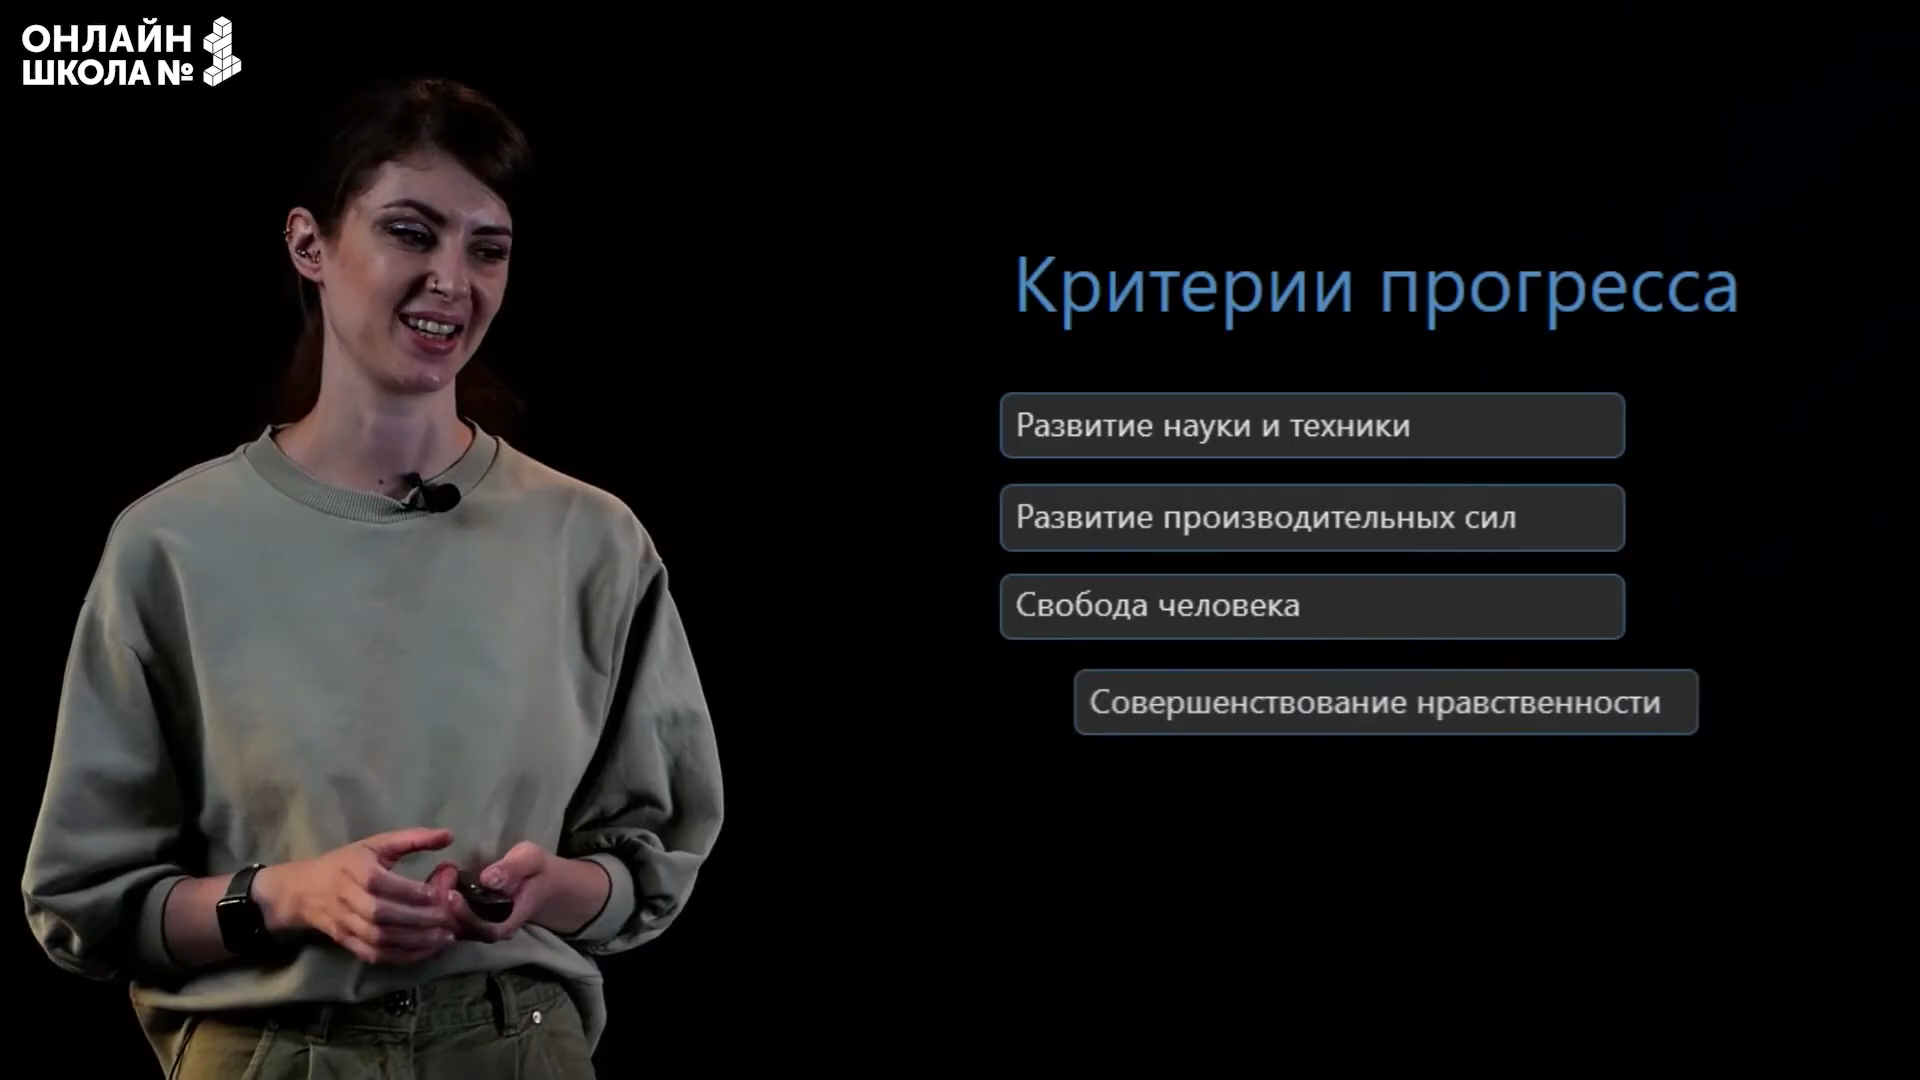 ОНЛАЙН
ШКОЛА №
Критерии прогресса
Развитие науки и техники
Развитие производительных сил
Свобода человека
Совершенствование нравственности